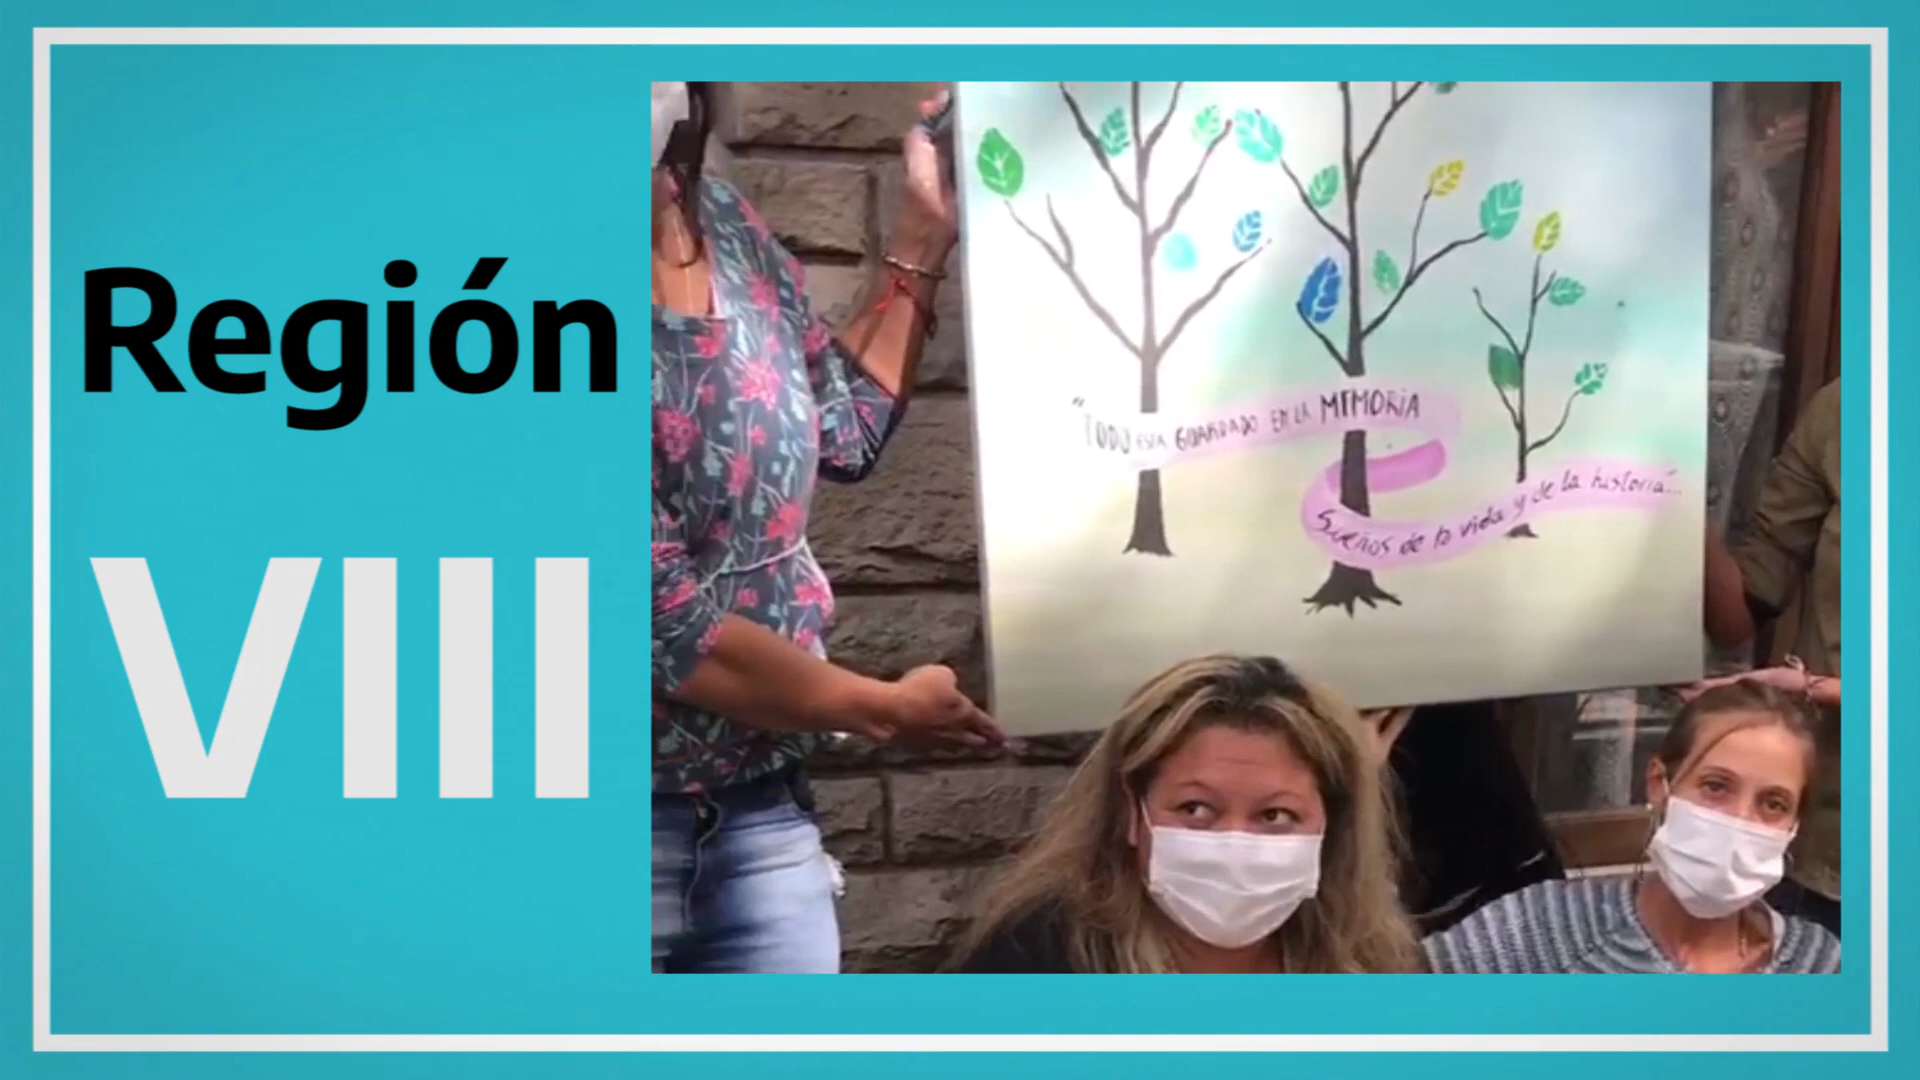 Región
VIII
"TODO ESTA GUARDADO EN LA MEMORIA
Sueños de la vida y de la historia"...